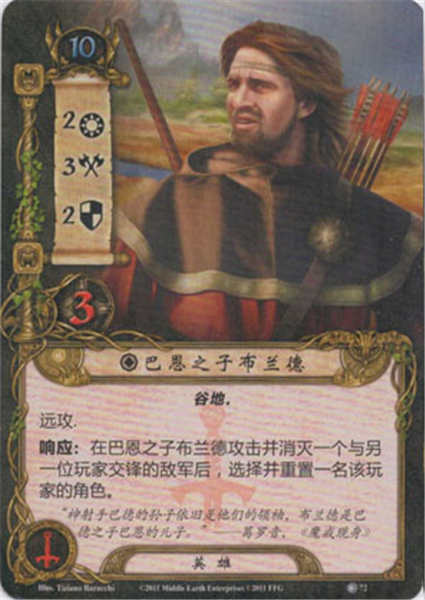 10
2
3
2
3
巴恩之子布兰德
谷地.
远攻.
响应：在巴恩之子布兰德攻击并消灭一个与另
一位玩家交锋的敌军后，选择并重置一名该玩
家的角色。
“神射手巴德的孙子依旧是他们的领袖，布兰德是巴
德之子巴恩的儿子。”——葛罗音，《魔戒现身》
英雄
Illus. Tiziano Baracchi
©2011 Middle Earth Enterprises ©2011 FFG
72